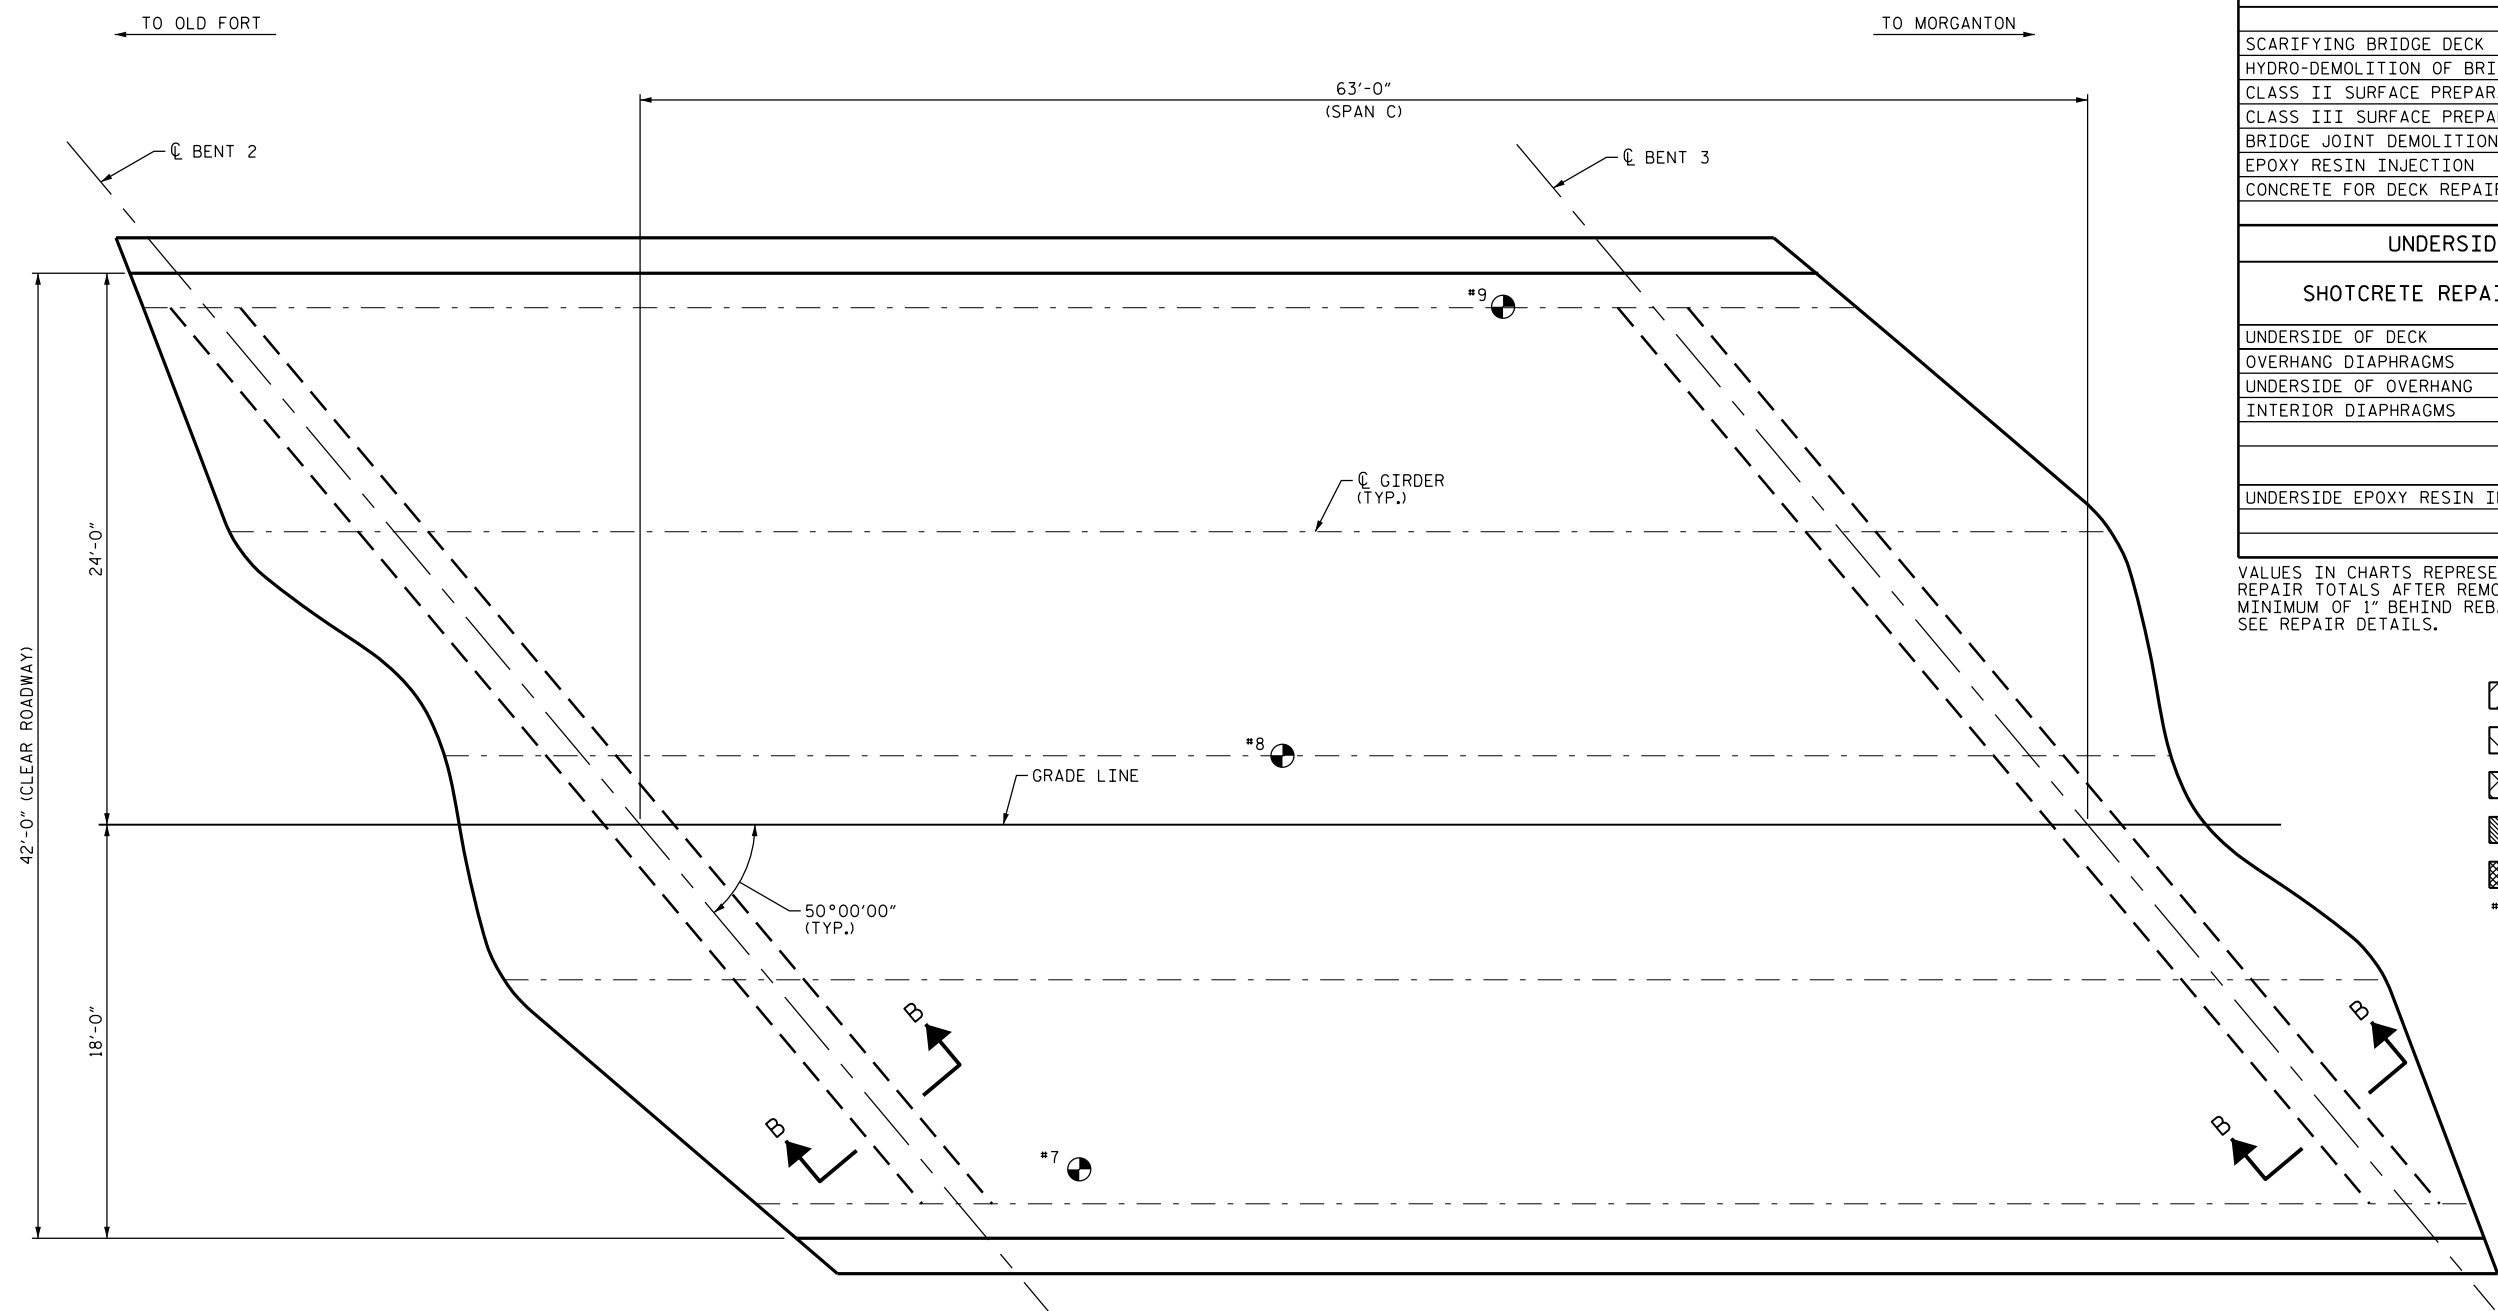 TO OLD FORT
TO MORGANTON
63'-0"
(SPAN C)
℄ BENT 2
℄ BENT 3
#9
℄ GIRDER
(TYP.)
24'-0"
42'-0" (CLEAR ROADWAY)
#8
GRADE LINE
50°00'00"
(TYP.)
18'-0"
B
B
B
B
#7
SCARIFYING BRIDGE DECK
HYDRO-DEMOLITION OF BRI
CLASS II SURFACE PREPAR
CLASS III SURFACE PREPA
BRIDGE JOINT DEMOLITION
EPOXY RESIN INJECTION
CONCRETE FOR DECK REPAIR
UNDERSID
SHOTCRETE REPAI
UNDERSIDE OF DECK
OVERHANG DIAPHRAGMS
UNDERSIDE OF OVERHANG
INTERIOR DIAPHRAGMS
UNDERSIDE EPOXY RESIN I
VALUES IN CHARTS REPRESE
REPAIR TOTALS AFTER REMO
MINIMUM OF 1" BEHIND REB
SEE REPAIR DETAILS.
#